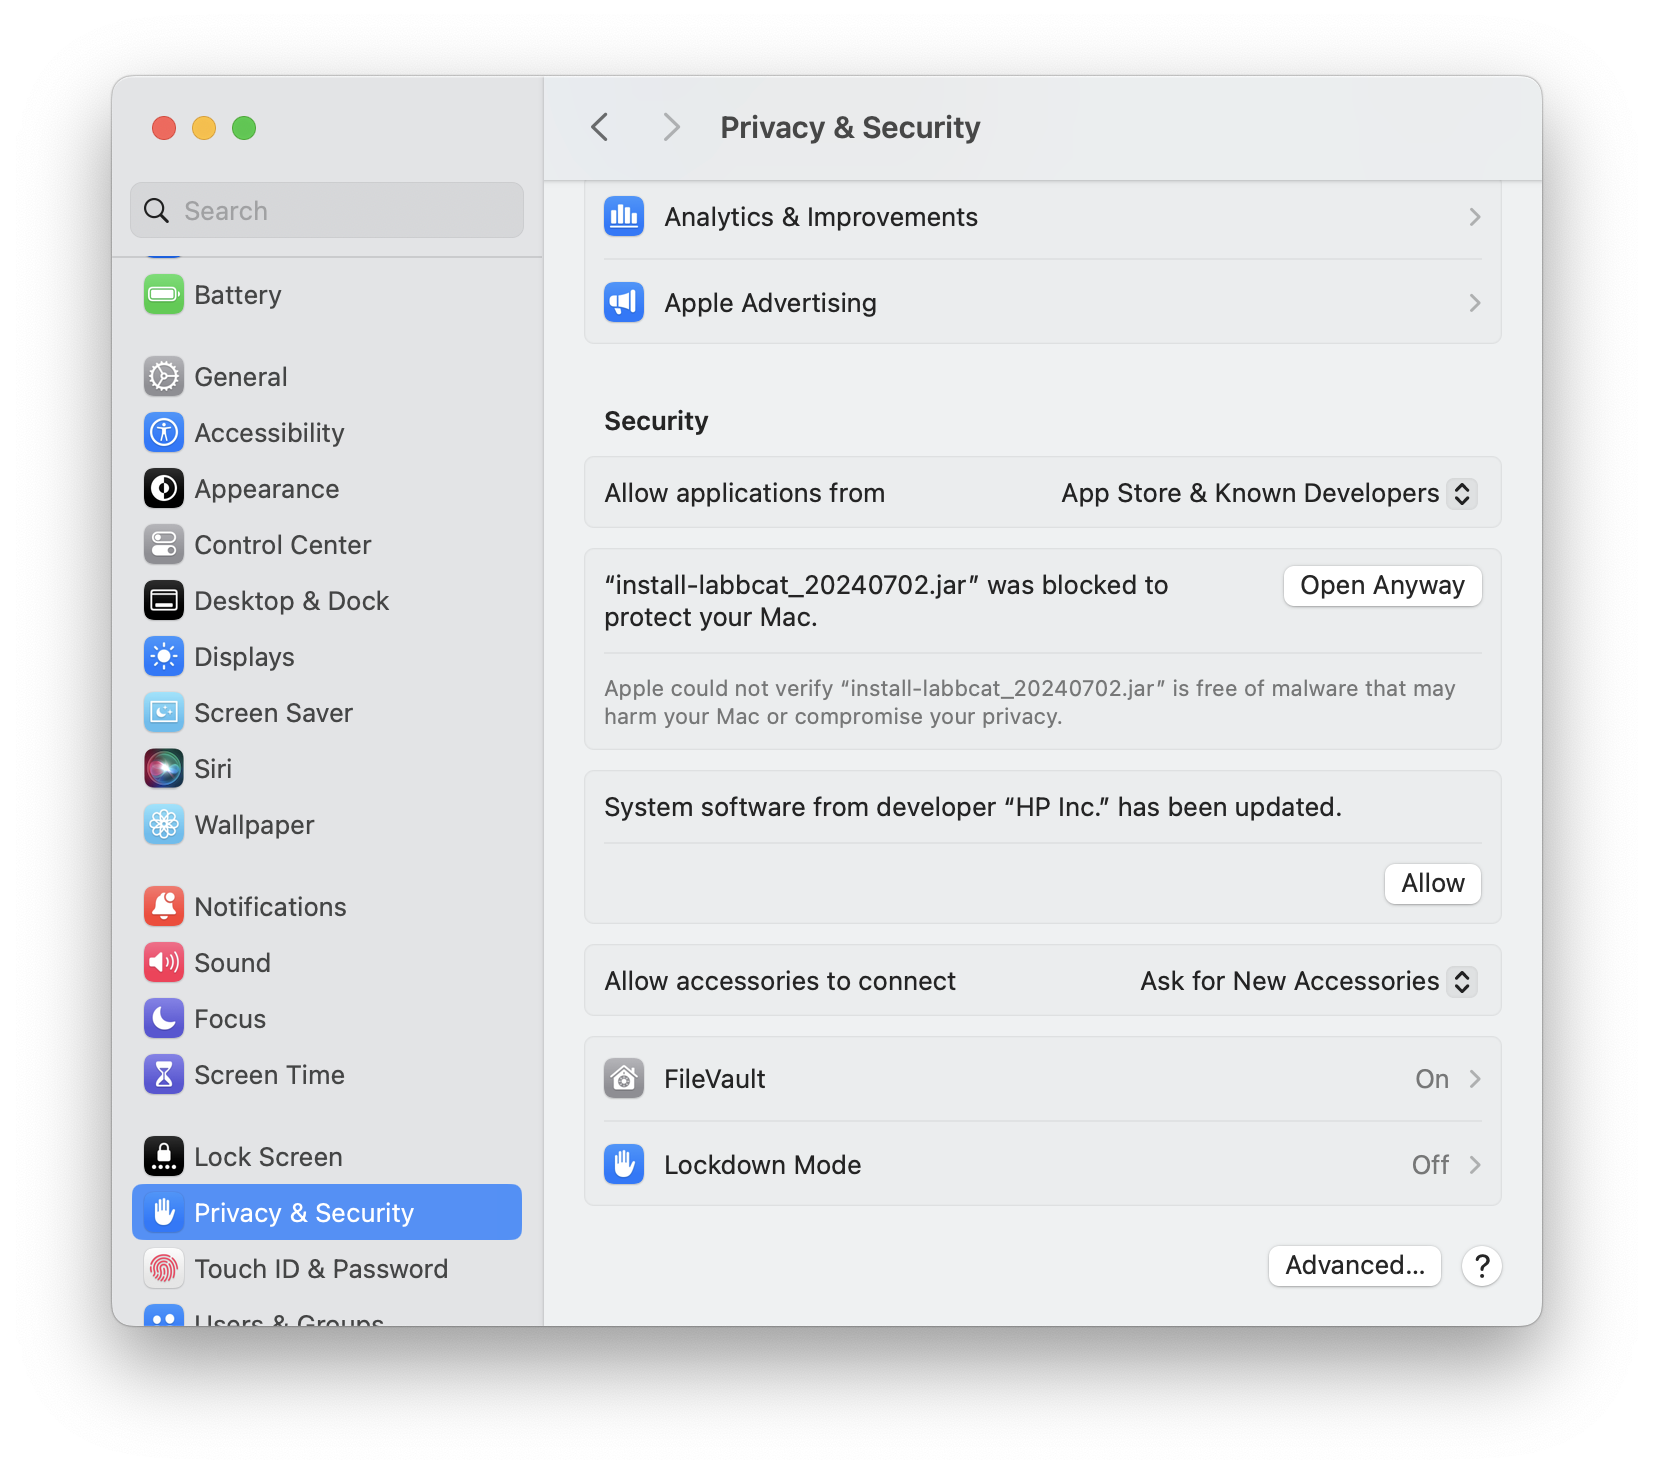 Privacy & Security
Search
Battery
General
Accessibility
Appearance
Control Center
Desktop & Dock
Displays
Screen Saver
Siri
Wallpaper
Notifications
Sound
Focus
Screen Time
Lock Screen
Privacy & Security
Touch ID & Password
Users & Groups
Analytics & Improvements
Apple Advertising
Security
Allow applications from App Store & Known Developers
“install-labbcat_20240702.jar” was blocked to
protect your Mac.
Open Anyway
Apple could not verify “install-labbcat_20240702.jar” is free of malware that may
harm your Mac or compromise your privacy.
System software from developer “HP Inc.” has been updated.
Allow
Allow accessories to connect Ask for New Accessories
FileVault On
Lockdown Mode Off
Advanced... ?